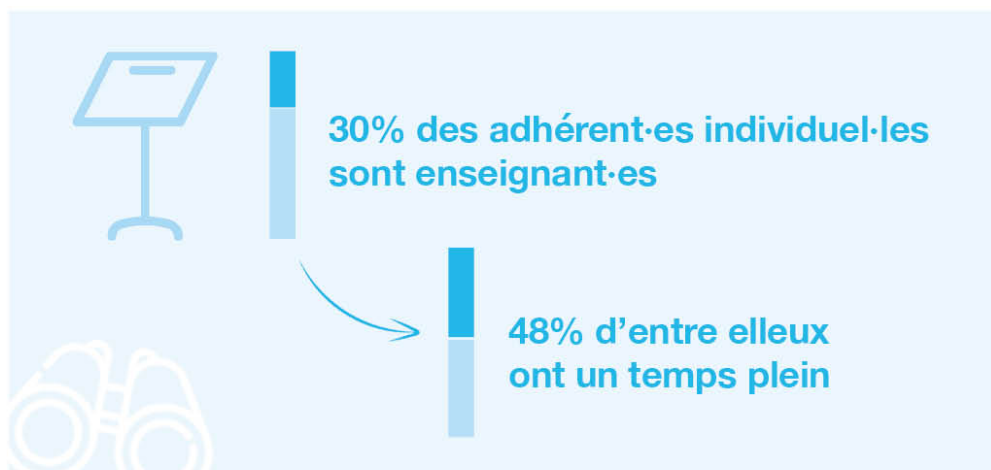 30% des adhérent·es individuel·les
sont enseignant·es
48% d’entre elleux
ont un temps plein